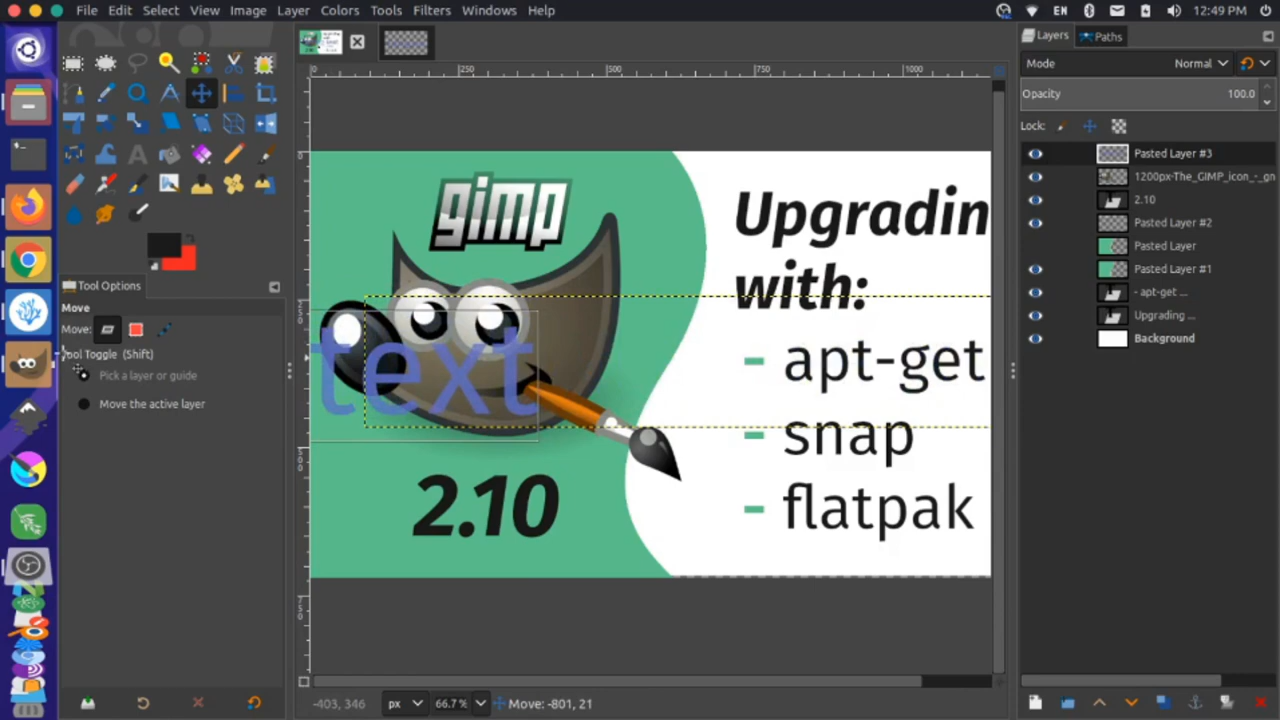 File Edit Select View Image Layer Colors Tools Filters Windows Help
EN
12:49 PM
Layers
Paths
Mode
Normal
Opacity
100.0
Lock:
Pasted Layer #3
1200px-The_GIMP_icon_-_gn
2.10
Pasted Layer #2
Pasted Layer
Pasted Layer #1
- apt-get ...
Upgrading ...
Background
Tool Options
Move
Move:
Tool Toggle (Shift)
Pick a layer or guide
Move the active layer
0
250
500
750
1000
gimp
text
2.10
Upgradin
with:
- apt-get
- snap
- flatpak
-403, 346
px
66.7 %
Move: -801, 21